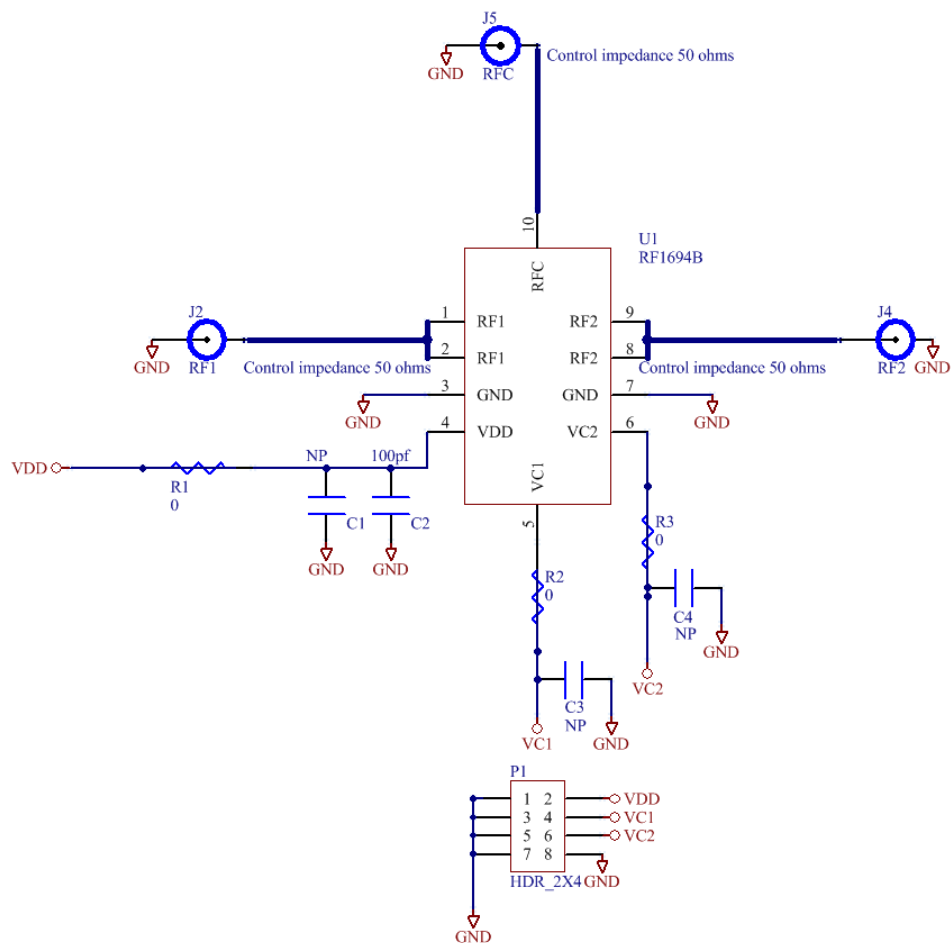 J5
GND
RFC
Control impedance 50 ohms
10
U1
RF1694B
RFC
J2
GND
RF1
Control impedance 50 ohms
1
RF1
2
RF1
3
GND
GND
4
VDD
RF2
9
RF2
8
GND
7
GND
VC2
6
VC1
5
J4
RF2
GND
Control impedance 50 ohms
VDD
R1
0
NP
C1
GND
100pf
C2
GND
R2
0
C3
NP
GND
VC1
R3
0
C4
NP
GND
VC2
P1
1 2 VDD
3 4 VC1
5 6 VC2
7 8
HDR_2X4 GND
GND